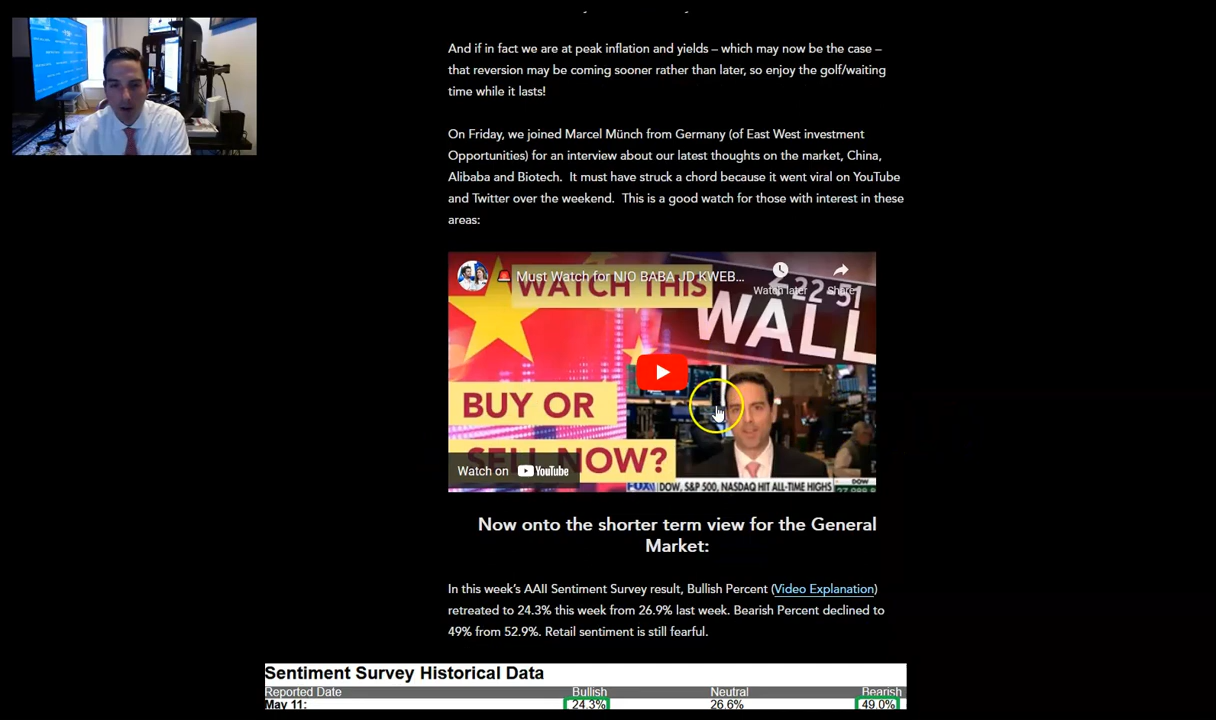 And if in fact we are at peak inflation and yields – which may now be the case –
that reversion may be coming sooner rather than later, so enjoy the golf/waiting
time while it lasts!
On Friday, we joined Marcel Münch from Germany (of East West investment
Opportunities) for an interview about our latest thoughts on the market, China,
Alibaba and Biotech.  It must have struck a chord because it went viral on YouTube
and Twitter over the weekend.  This is a good watch for those with interest in these
areas:
Must Watch for NIO BABA JD KWEB...
Watch later
Share
WATCH THIS
22-51
WALL
BUY OR
SELL NOW?
Watch on YouTube
FOX
DOW, S&P 500, NASDAQ HIT ALL-TIME HIGHS
DOW
Now onto the shorter term view for the General
Market:
In this week's AAII Sentiment Survey result, Bullish Percent (Video Explanation)
retreated to 24.3% this week from 26.9% last week. Bearish Percent declined to
49% from 52.9%. Retail sentiment is still fearful.
Sentiment Survey Historical Data
Reported Date Bullish Neutral Bearish
May 11: 24.3% 26.6% 49.0%